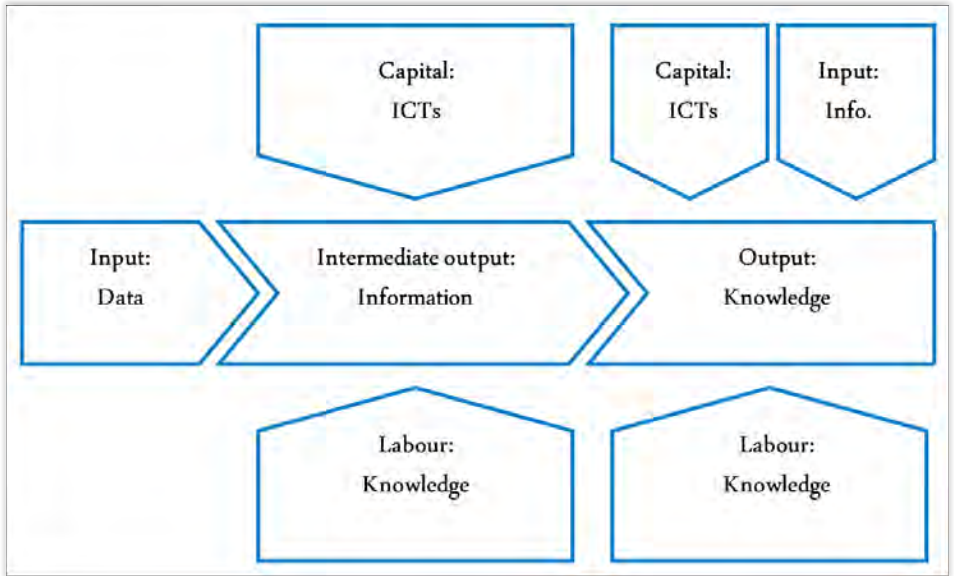 Capital:
ICTs
Capital:
ICTs
Input:
Info.
Input:
Data
Intermediate output:
Information
Output:
Knowledge
Labour:
Knowledge
Labour:
Knowledge